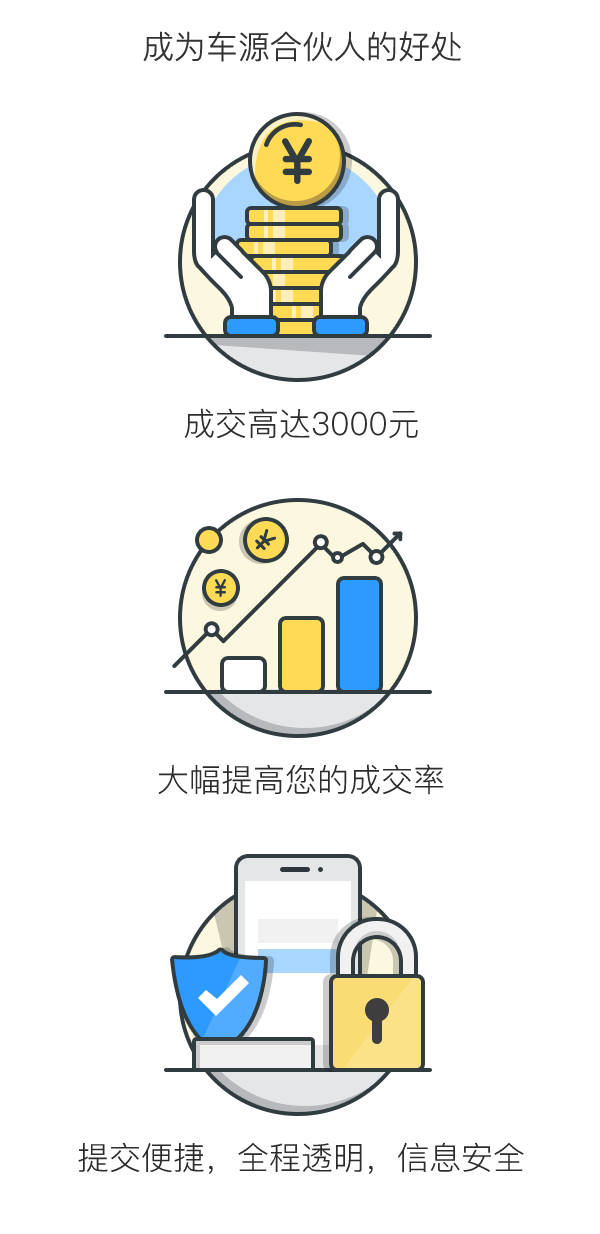 成为车源合伙人的好处
¥
成交高达3000元
¥
¥
大幅提高您的成交率
提交便捷，全程透明，信息安全